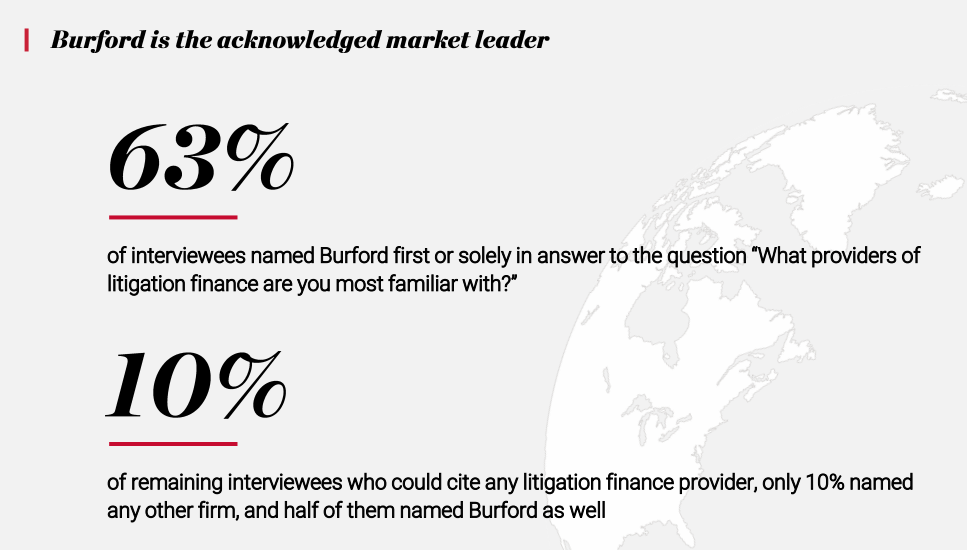 Burford is the acknowledged market leader
63%
of interviewees named Burford first or solely in answer to the question “What providers of
litigation finance are you most familiar with?”
10%
of remaining interviewees who could cite any litigation finance provider, only 10% named
any other firm, and half of them named Burford as well